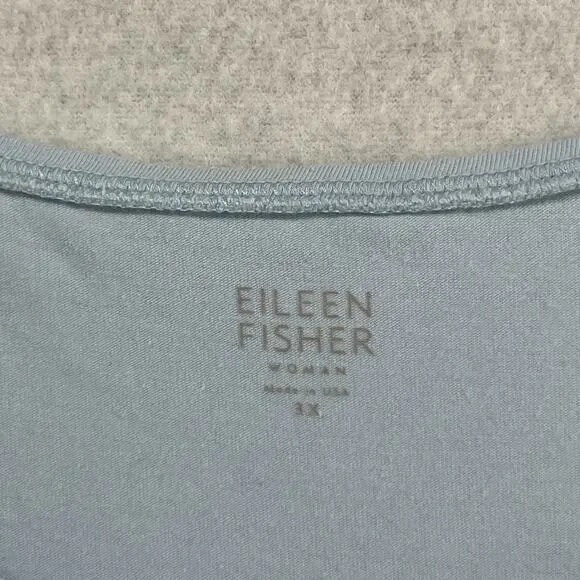 EILEEN
FISHER
WOMAN
Made in USA
3X